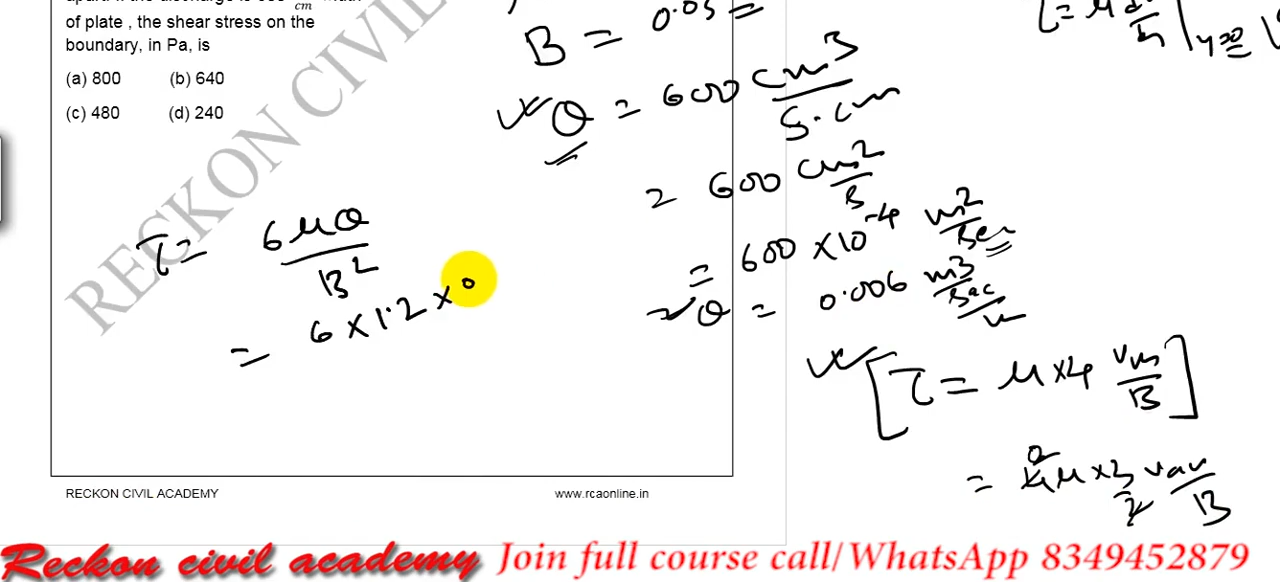 of plate , the shear stress on the
boundary, in Pa, is
(a) 800 (b) 640
(c) 480 (d) 240
B = 0.05
Q = 600 cm3/s.cm
= 600 cm2/s
= 600 × 10-4 m2/sec
Q = 0.006 m3/sec/m
τ = 6μQ/B2
= 6 × 1.2 × 0
[τ = μ×4 Vm/B]
RECKON CIVIL
RECKON CIVIL ACADEMY www.rcaonline.in
Reckon civil academy Join full course call/WhatsApp 8349452879